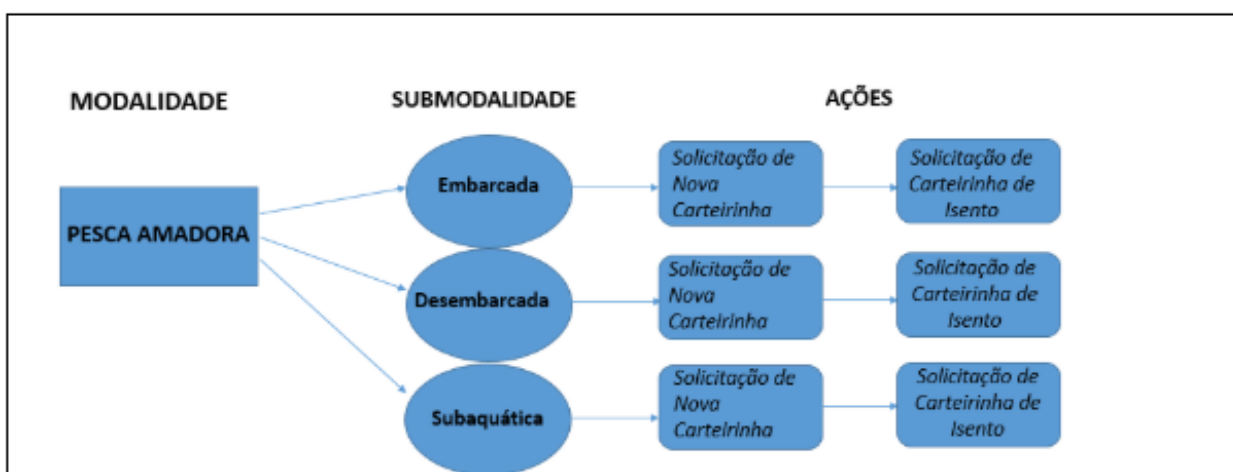 MODALIDADE
SUBMODALIDADE
AÇÕES
PESCA AMADORA
Embarcada
Solicitação de
Nova
Carteirinha
Solicitação de
Carteirinha de
Isento
Desembarcada
Solicitação de
Nova
Carteirinha
Solicitação de
Carteirinha de
Isento
Subaquática
Solicitação de
Nova
Carteirinha
Solicitação de
Carteirinha de
Isento